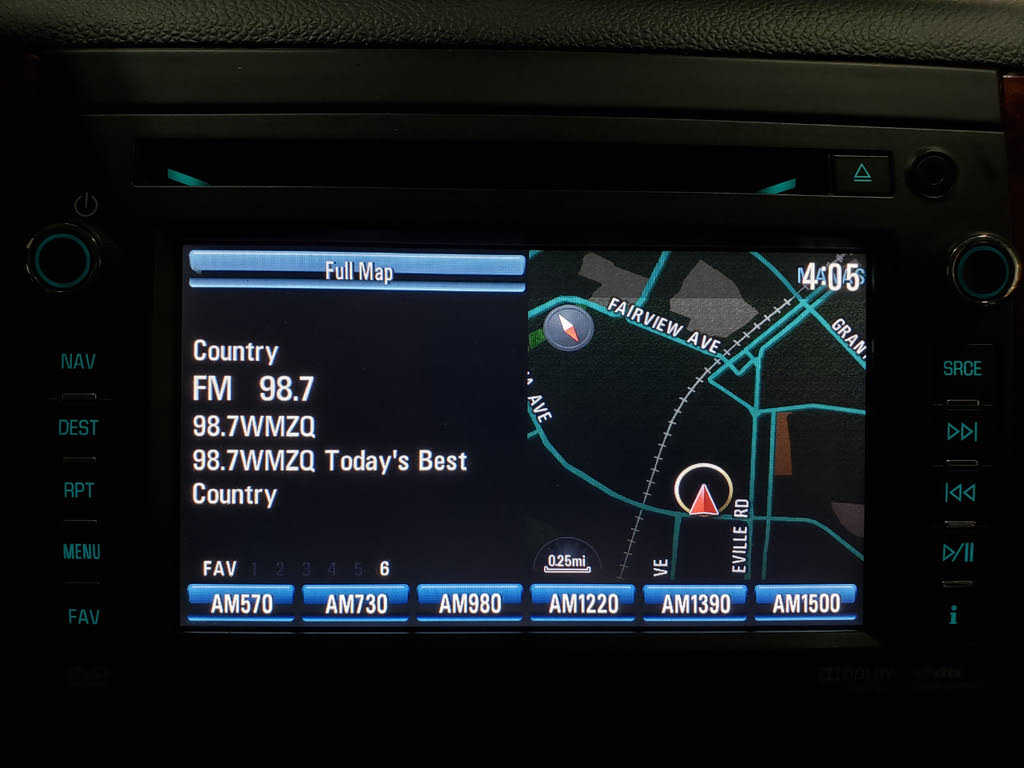 Full Map
4:05
MANAS
FAIRVIEW AVE
GRANT
Country
FM 98.7
98.7WMZQ
98.7WMZQ Today's Best
Country
AVE
EVILLE RD
VE
0.25mi
FAV 1 2 3 4 5 6
AM570 AM730 AM980 AM1220 AM1390 AM1500
NAV
DEST
RPT
MENU
FAV
SRCE
i